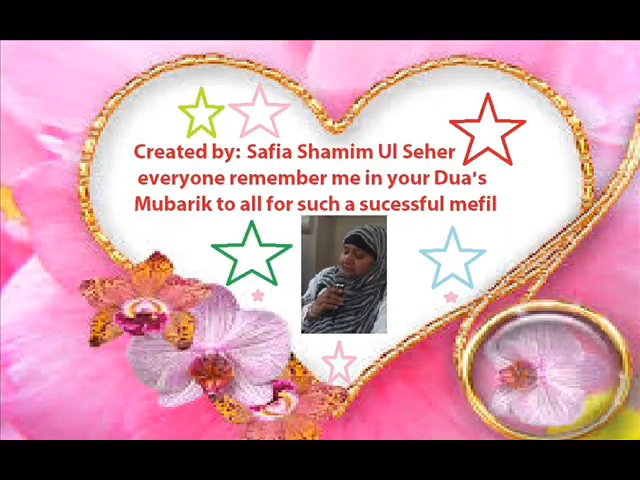 Created by: Safia Shamim Ul Seher
everyone remember me in your Dua's
Mubarik to all for such a sucessful mefil